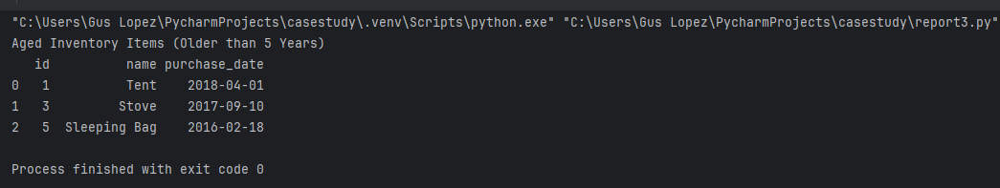 "C:\Users\Gus Lopez\PycharmProjects\casestudy\.venv\Scripts\python.exe" "C:\Users\Gus Lopez\PycharmProjects\casestudy\report3.py"
Aged Inventory Items (Older than 5 Years)
   id          name purchase_date
0   1          Tent    2018-04-01
1   3         Stove    2017-09-10
2   5  Sleeping Bag    2016-02-18

Process finished with exit code 0